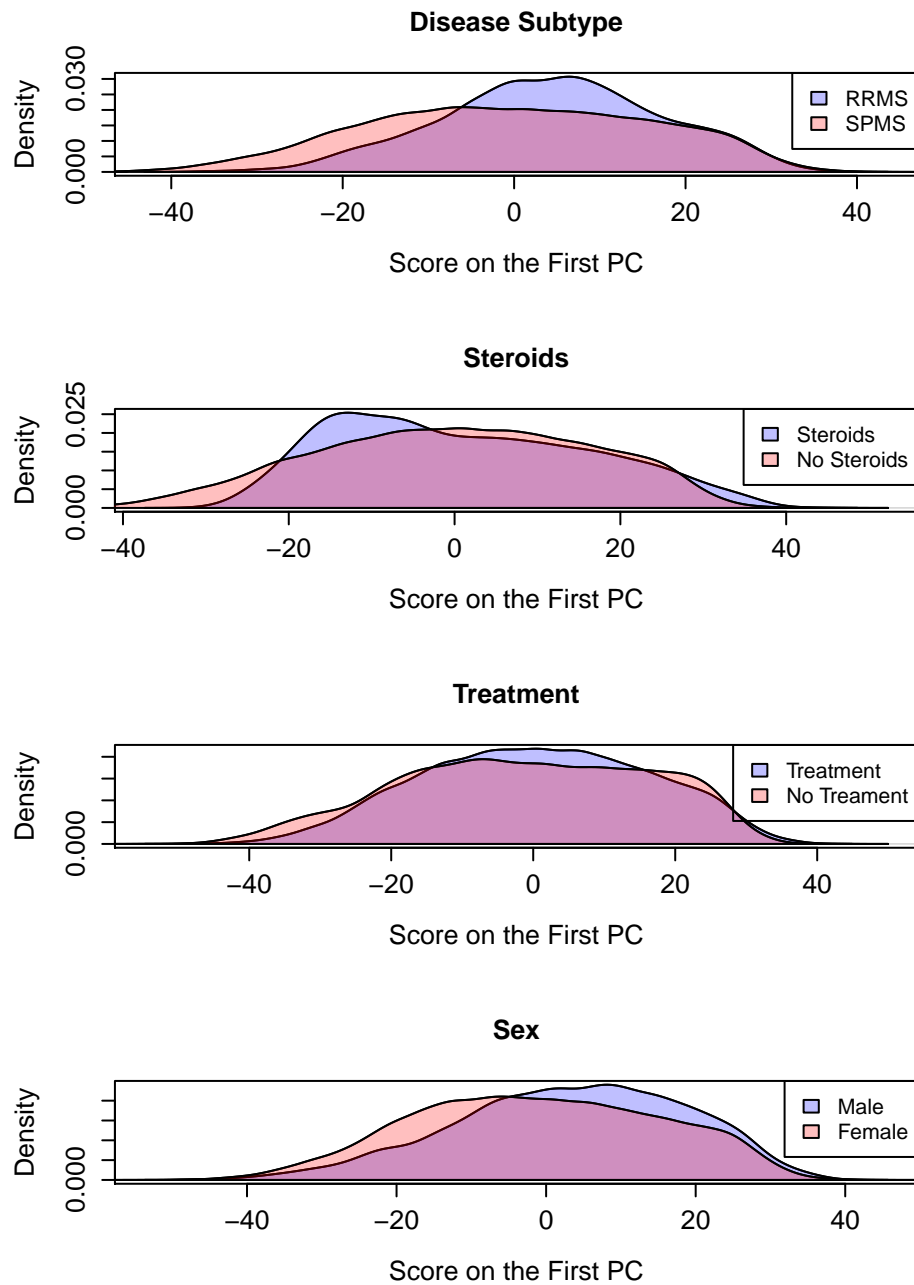 Disease Subtype
Density
0.000 0.030
RRMS
SPMS
−40 −20 0 20 40
Score on the First PC
Steroids
Density
0.000 0.025
Steroids
No Steroids
−40 −20 0 20 40
Score on the First PC
Treatment
Density
0.000
Treatment
No Treament
−40 −20 0 20 40
Score on the First PC
Sex
Density
0.000
Male
Female
−40 −20 0 20 40
Score on the First PC